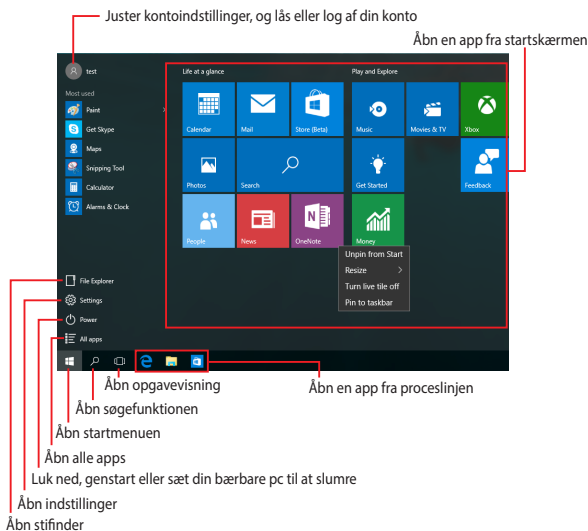 Juster kontoindstillinger, og lås eller log af din konto
Åbn en app fra startskærmen
test
Most used
Paint
Get Skype
Maps
Snipping Tool
Calculator
Alarms & Clock
File Explorer
Settings
Power
All apps
Life at a glance
Play and Explore
Calendar
Mail
Store (Beta)
Music
Movies & TV
Xbox
Photos
Search
Get Started
Feedback
People
News
OneNote
Money
Unpin from Start
Resize
Turn live tile off
Pin to taskbar
Åbn opgavevisning
Åbn en app fra proceslinjen
Åbn søgefunktionen
Åbn startmenuen
Åbn alle apps
Luk ned, genstart eller sæt din bærbare pc til at slumre
Åbn indstillinger
Åbn stifinder